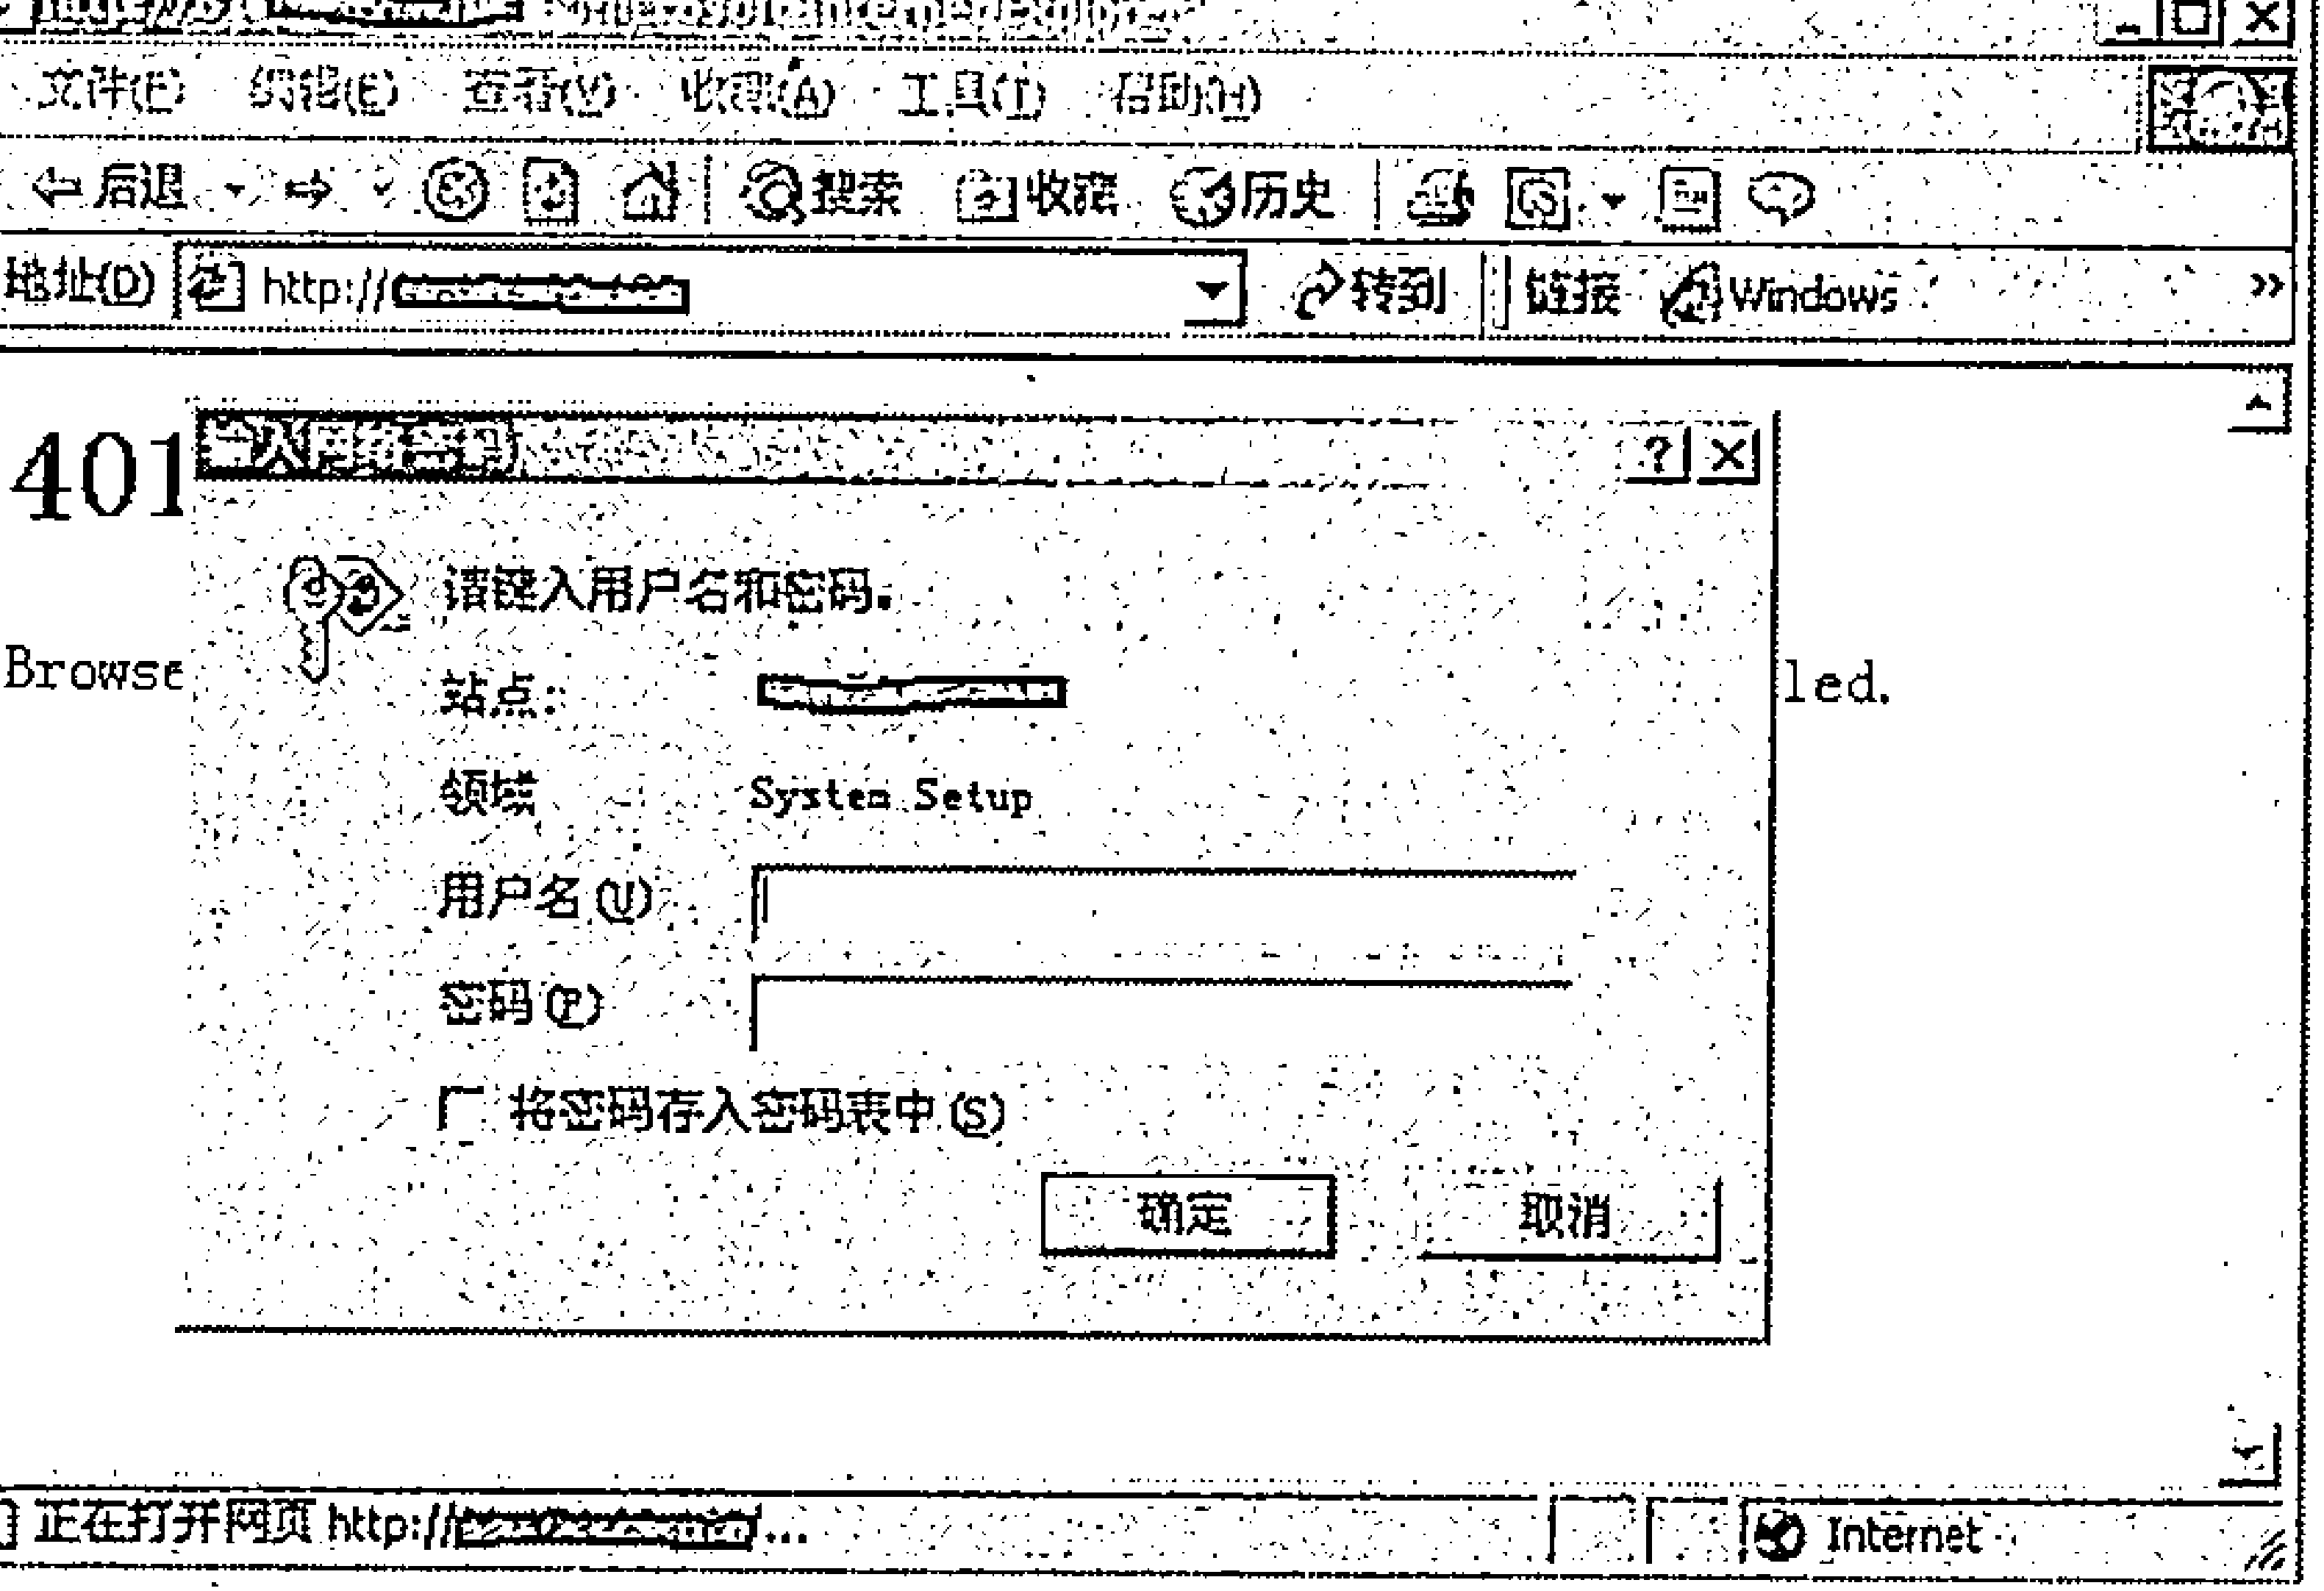 文件(F) 编辑(E) 查看(V) 收藏(A) 工具(T) 帮助(H)
后退 搜索 收藏 历史
地址(D) http:// 转到 链接 Windows »
401
请键入用户名和密码.
Browse
站点:
led.
领域 System Setup
用户名(U)
密码(P)
将密码存入密码表中(S)
确定 取消
正在打开网页 http:// ... Internet